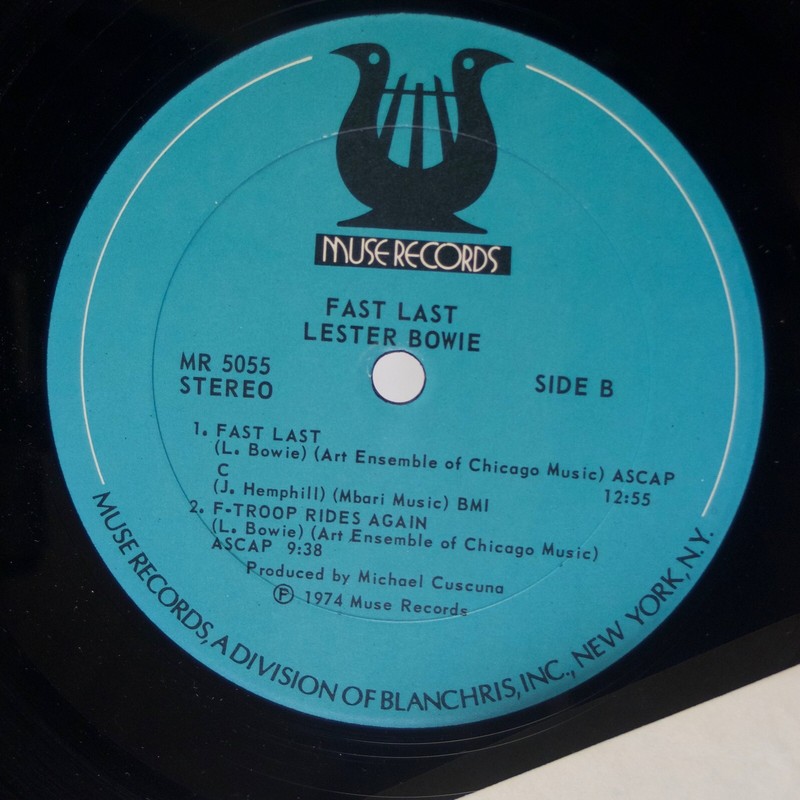 MUSE RECORDS
FAST LAST
LESTER BOWIE
MR 5055
STEREO
SIDE B
1. FAST LAST
(L. Bowie) (Art Ensemble of Chicago Music) ASCAP
C
(J. Hemphill) (Mbari Music) BMI 12:55
2. F-TROOP RIDES AGAIN
(L. Bowie) (Art Ensemble of Chicago Music)
ASCAP 9:38
Produced by Michael Cuscuna
Ⓟ 1974 Muse Records
MUSE RECORDS, A DIVISION OF BLANCHRIS, INC., NEW YORK, N.Y.